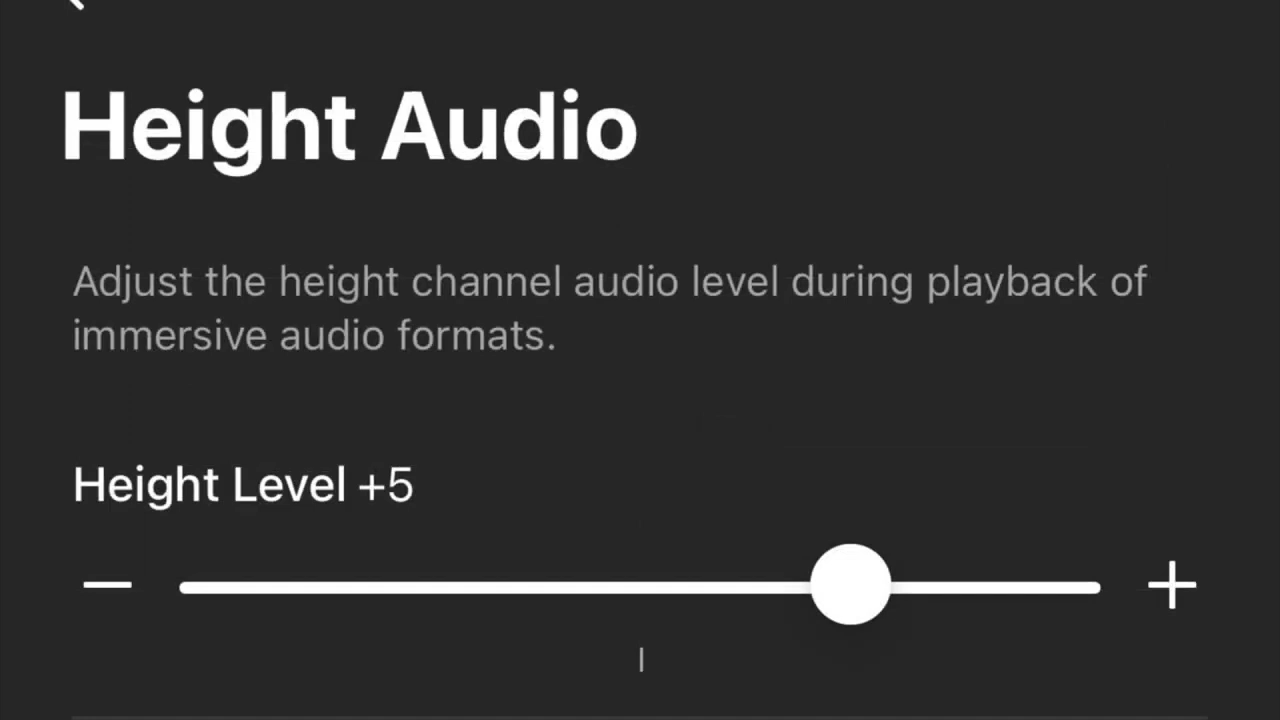 Height Audio
Adjust the height channel audio level during playback of
immersive audio formats.
Height Level +5